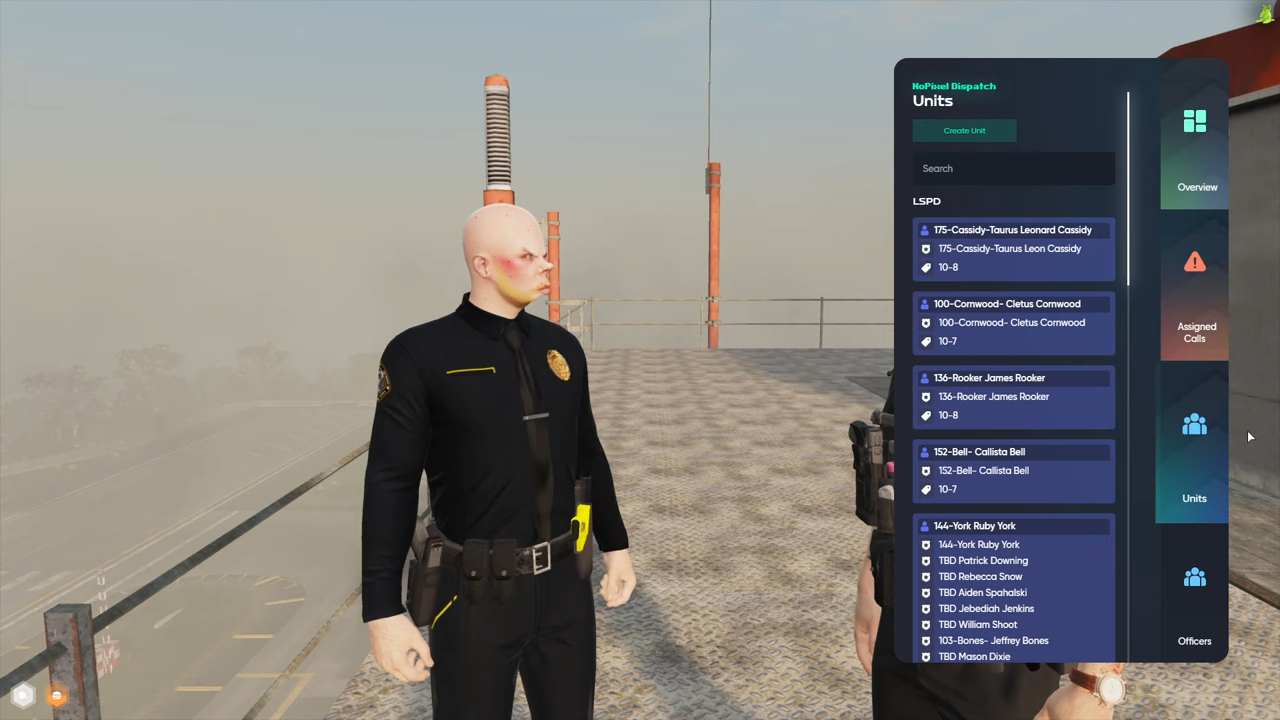 NoPixel Dispatch
Units
Create Unit
Search
LSPD
175-Cassidy-Taurus Leonard Cassidy
175-Cassidy-Taurus Leon Cassidy
10-8
100-Cornwood- Cletus Cornwood
100-Cornwood- Cletus Cornwood
10-7
136-Rooker James Rooker
136-Rooker James Rooker
10-8
152-Bell- Callista Bell
152-Bell- Callista Bell
10-7
144-York Ruby York
144-York Ruby York
TBD Patrick Downing
TBD Rebecca Snow
TBD Aiden Spahalski
TBD Jebediah Jenkins
TBD William Shoot
103-Bones- Jeffrey Bones
TBD Mason Dixie
Overview
Assigned
Calls
Units
Officers